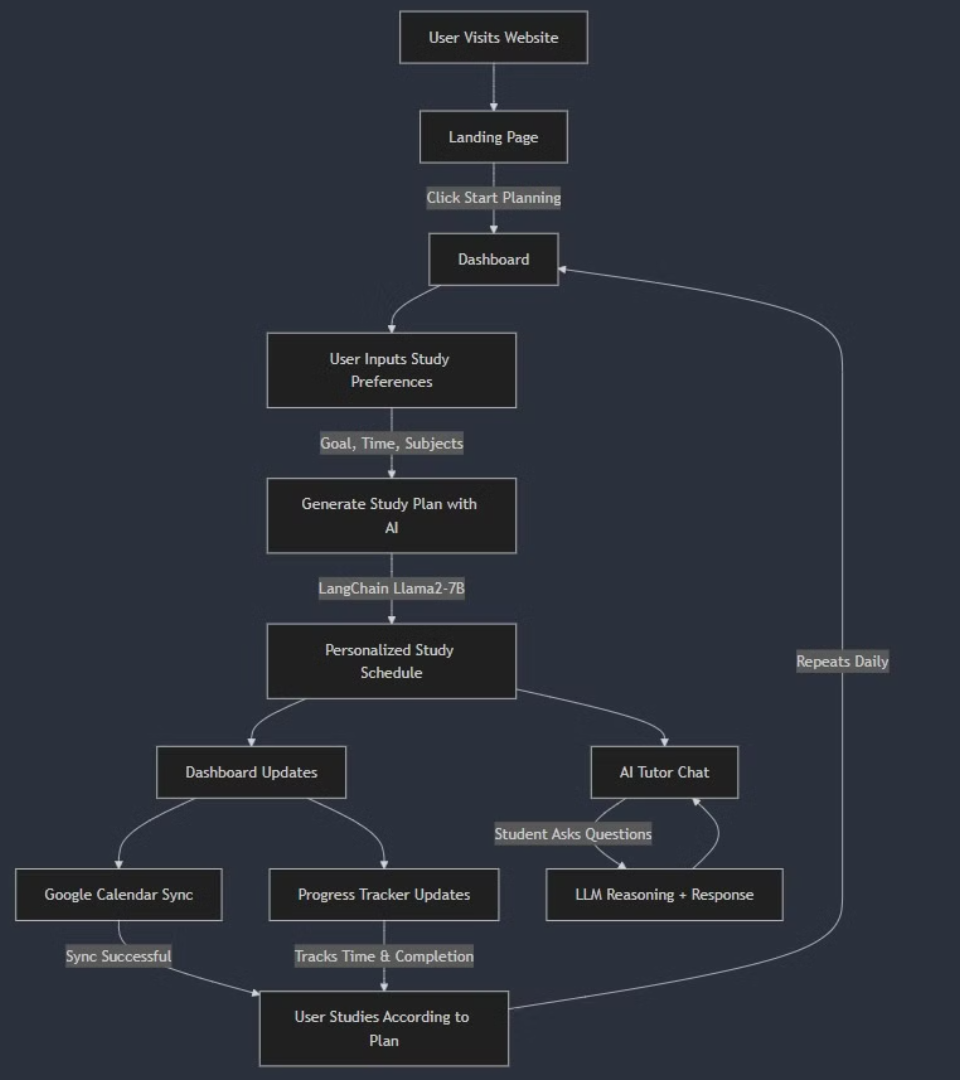 User Visits Website
Landing Page
Click Start Planning
Dashboard
User Inputs Study
Preferences
Goal, Time, Subjects
Generate Study Plan with
AI
LangChain Llama2-7B
Personalized Study
Schedule
Repeats Daily
Dashboard Updates
AI Tutor Chat
Student Asks Questions
Google Calendar Sync
Progress Tracker Updates
LLM Reasoning + Response
Sync Successful
Tracks Time & Completion
User Studies According to
Plan